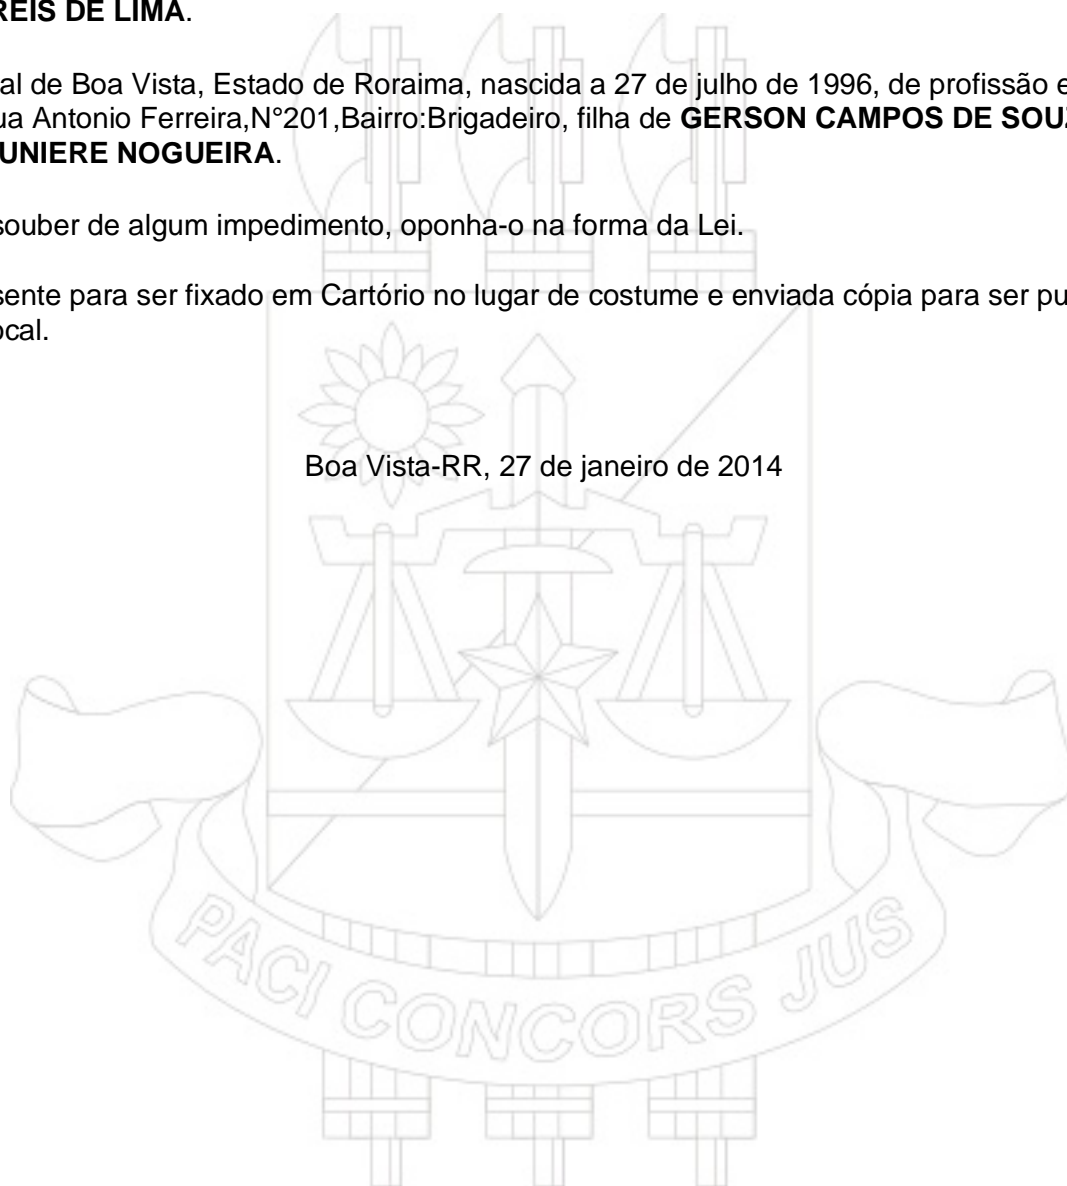 REIS DE LIMA.
al de Boa Vista, Estado de Roraima, nascida a 27 de julho de 1996, de profissão e
ua Antonio Ferreira,N°201,Bairro:Brigadeiro, filha de GERSON CAMPOS DE SOUZ
UNIERE NOGUEIRA.
souber de algum impedimento, oponha-o na forma da Lei.
sente para ser fixado em Cartório no lugar de costume e enviada cópia para ser pu
ocal.
Boa Vista-RR, 27 de janeiro de 2014
PACI CONCORS JUS